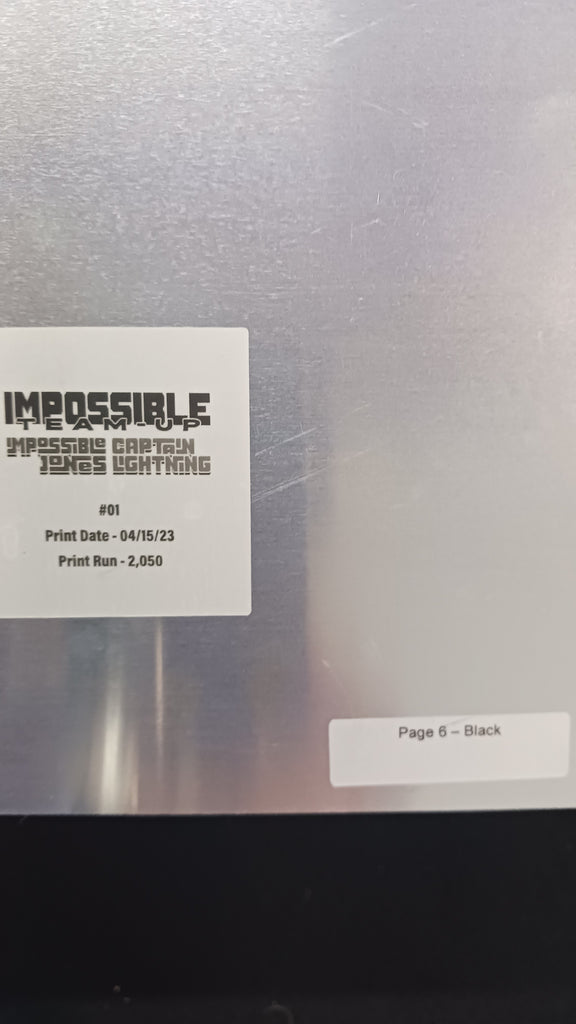 IMPOSSIBLE
TEAM-UP
IMPOSSIBLE CAPTAIN
JONES LIGHTNING
#01
Print Date - 04/15/23
Print Run - 2,050
Page 6 – Black